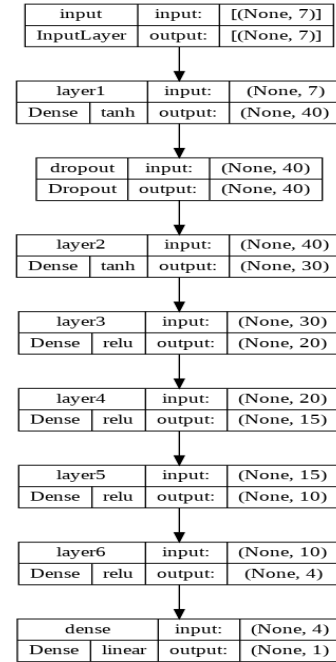 input input: [(None, 7)]
InputLayer output: [(None, 7)]
layer1 input: (None, 7)
Dense tanh output: (None, 40)
dropout input: (None, 40)
Dropout output: (None, 40)
layer2 input: (None, 40)
Dense tanh output: (None, 30)
layer3 input: (None, 30)
Dense relu output: (None, 20)
layer4 input: (None, 20)
Dense relu output: (None, 15)
layer5 input: (None, 15)
Dense relu output: (None, 10)
layer6 input: (None, 10)
Dense relu output: (None, 4)
dense input: (None, 4)
Dense linear output: (None, 1)